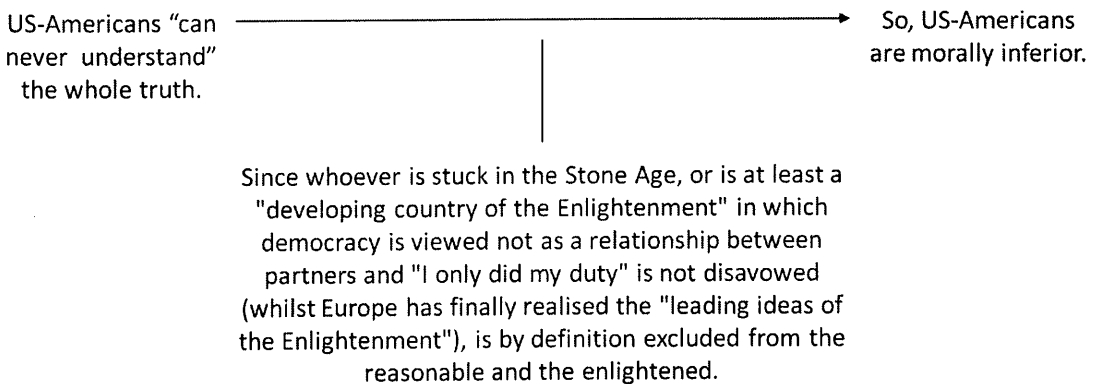 US-Americans “can
never understand”
the whole truth.
So, US-Americans
are morally inferior.
Since whoever is stuck in the Stone Age, or is at least a
"developing country of the Enlightenment" in which
democracy is viewed not as a relationship between
partners and "I only did my duty" is not disavowed
(whilst Europe has finally realised the "leading ideas of
the Enlightenment"), is by definition excluded from the
reasonable and the enlightened.